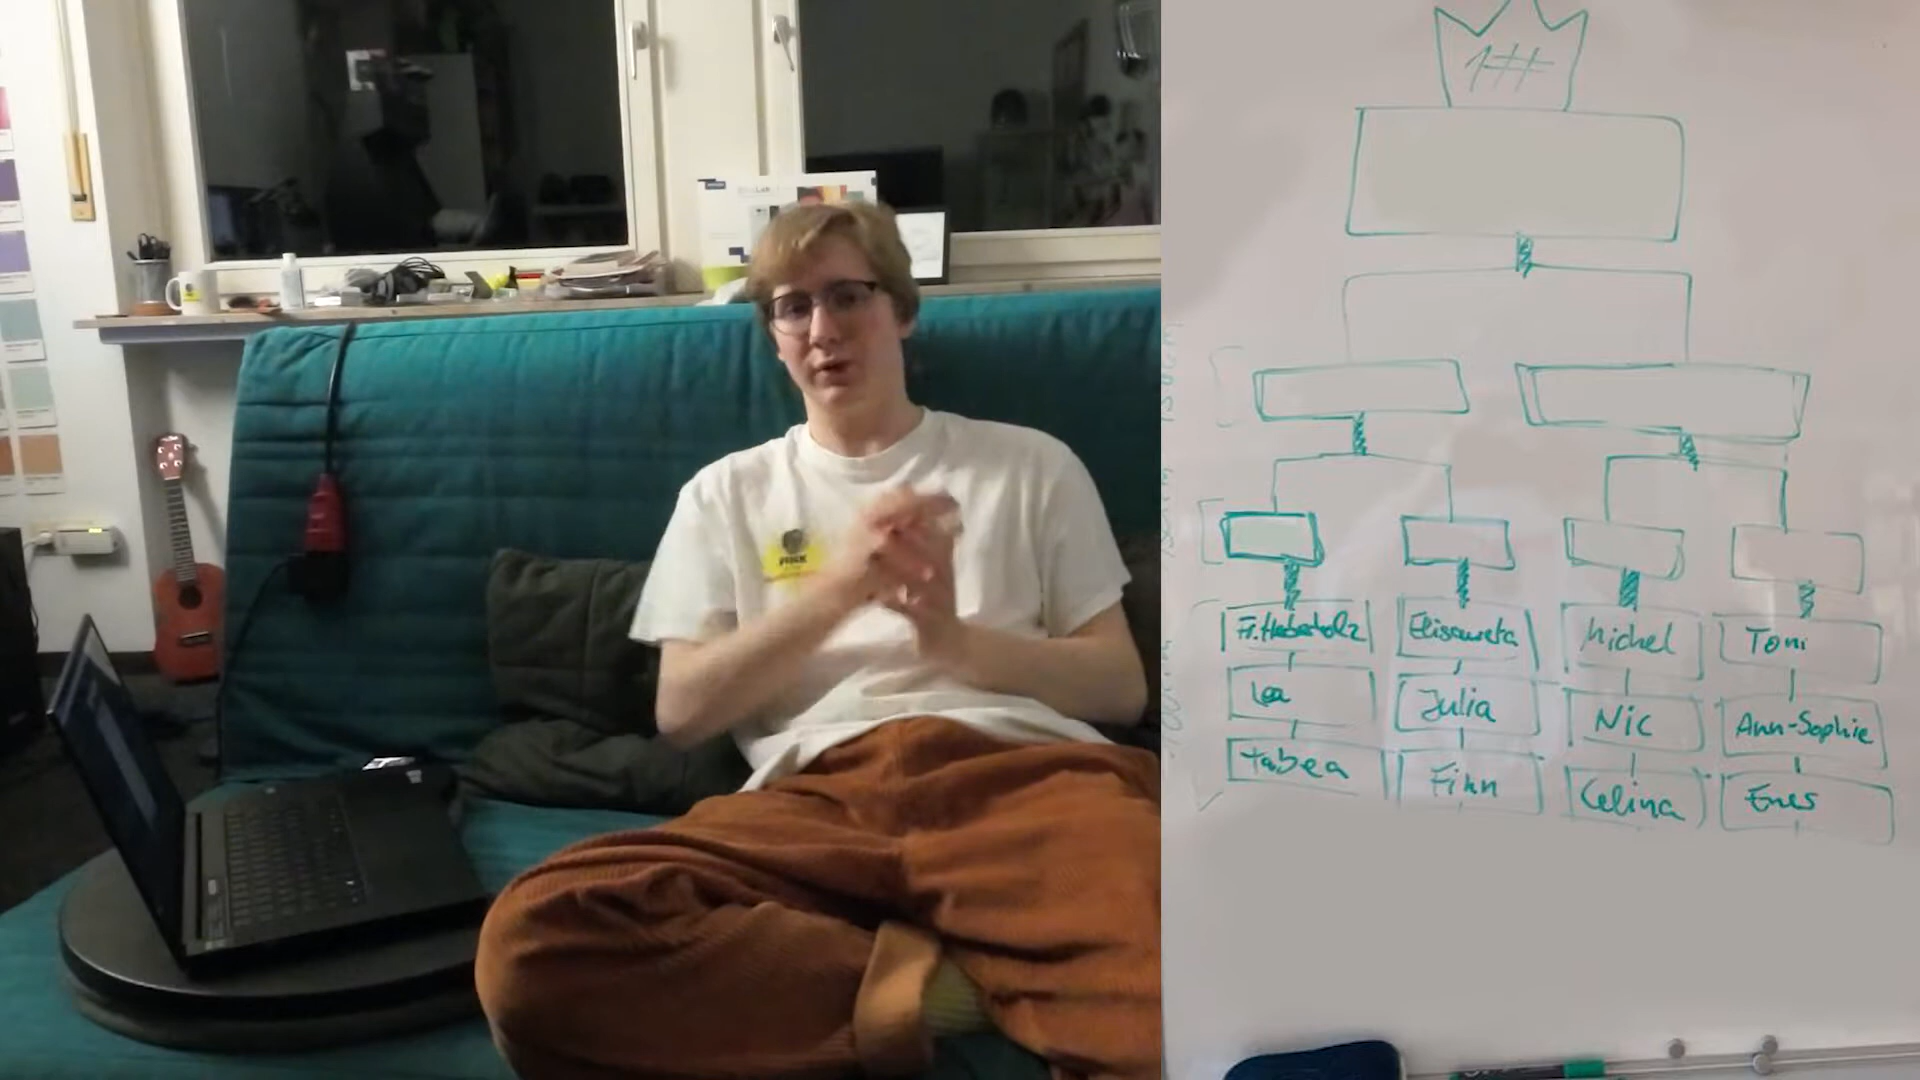 1#
Fr. Haberholz
Elisaweta
Michel
Toni
Lea
Julia
Nic
Ann-Sophie
tabea
Finn
Celina
Enes